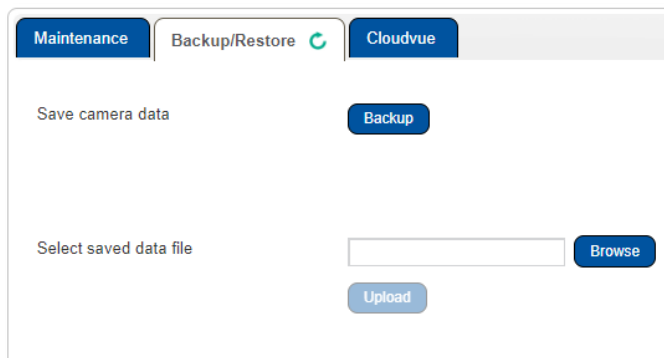 Maintenance Backup/Restore Cloudvue
Save camera data Backup
Select saved data file Browse
Upload